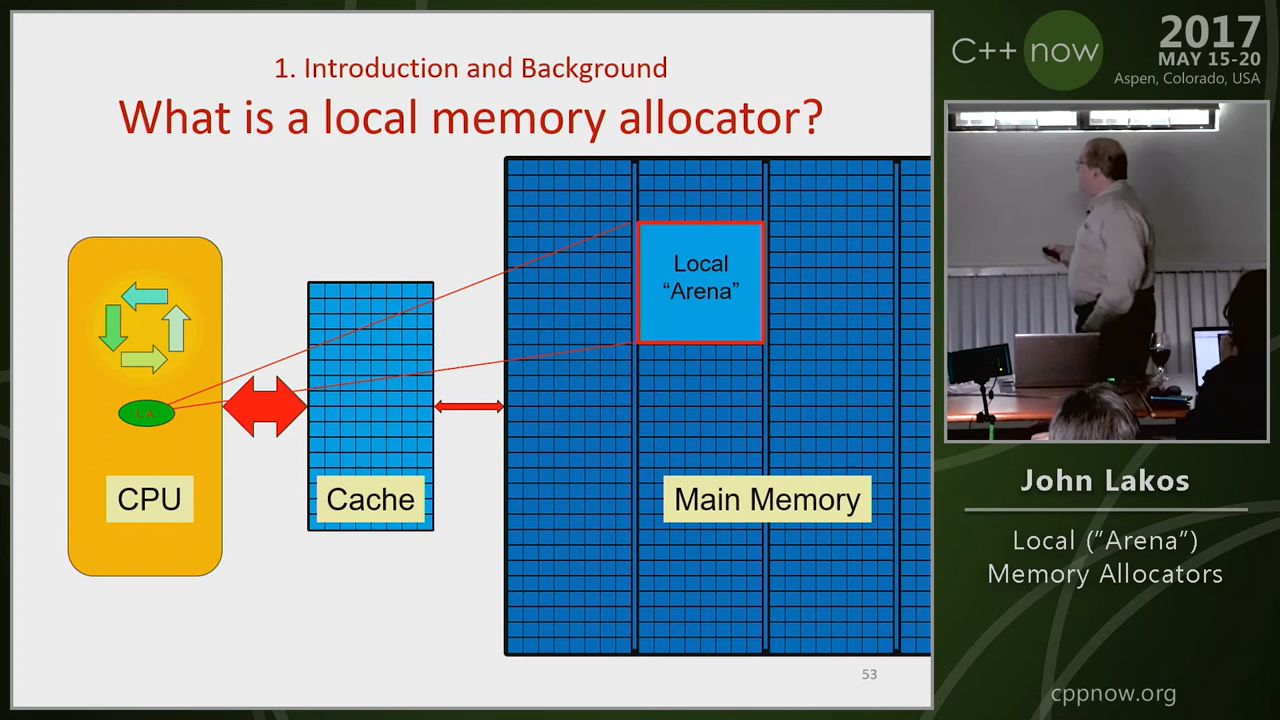 1. Introduction and Background
What is a local memory allocator?
Local
“Arena”
L A
CPU
Cache
Main Memory
53
C++ now
2017
MAY 15-20
Aspen, Colorado, USA
John Lakos
Local (“Arena”)
Memory Allocators
cppnow.org